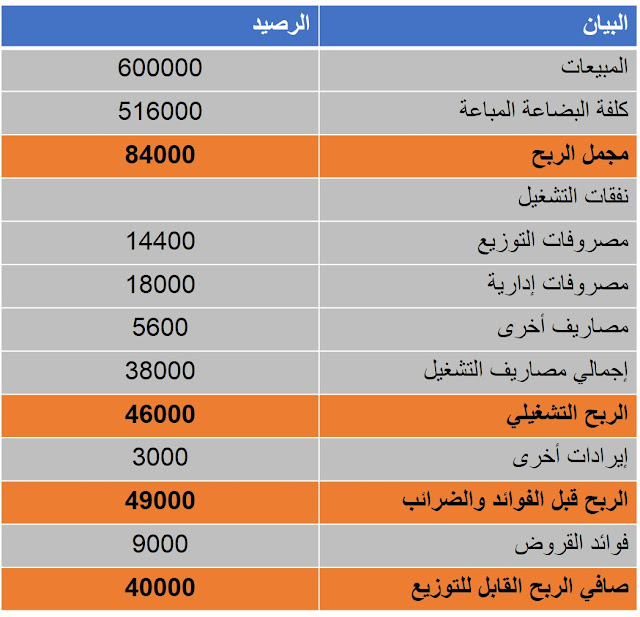 البيان الرصيد
المبيعات 600000
كلفة البضاعة المباعة 516000
مجمل الربح 84000
نفقات التشغيل
مصروفات التوزيع 14400
مصروفات إدارية 18000
مصاريف أخرى 5600
إجمالي مصاريف التشغيل 38000
الربح التشغيلي 46000
إيرادات أخرى 3000
الربح قبل الفوائد والضرائب 49000
فوائد القروض 9000
صافي الربح القابل للتوزيع 40000